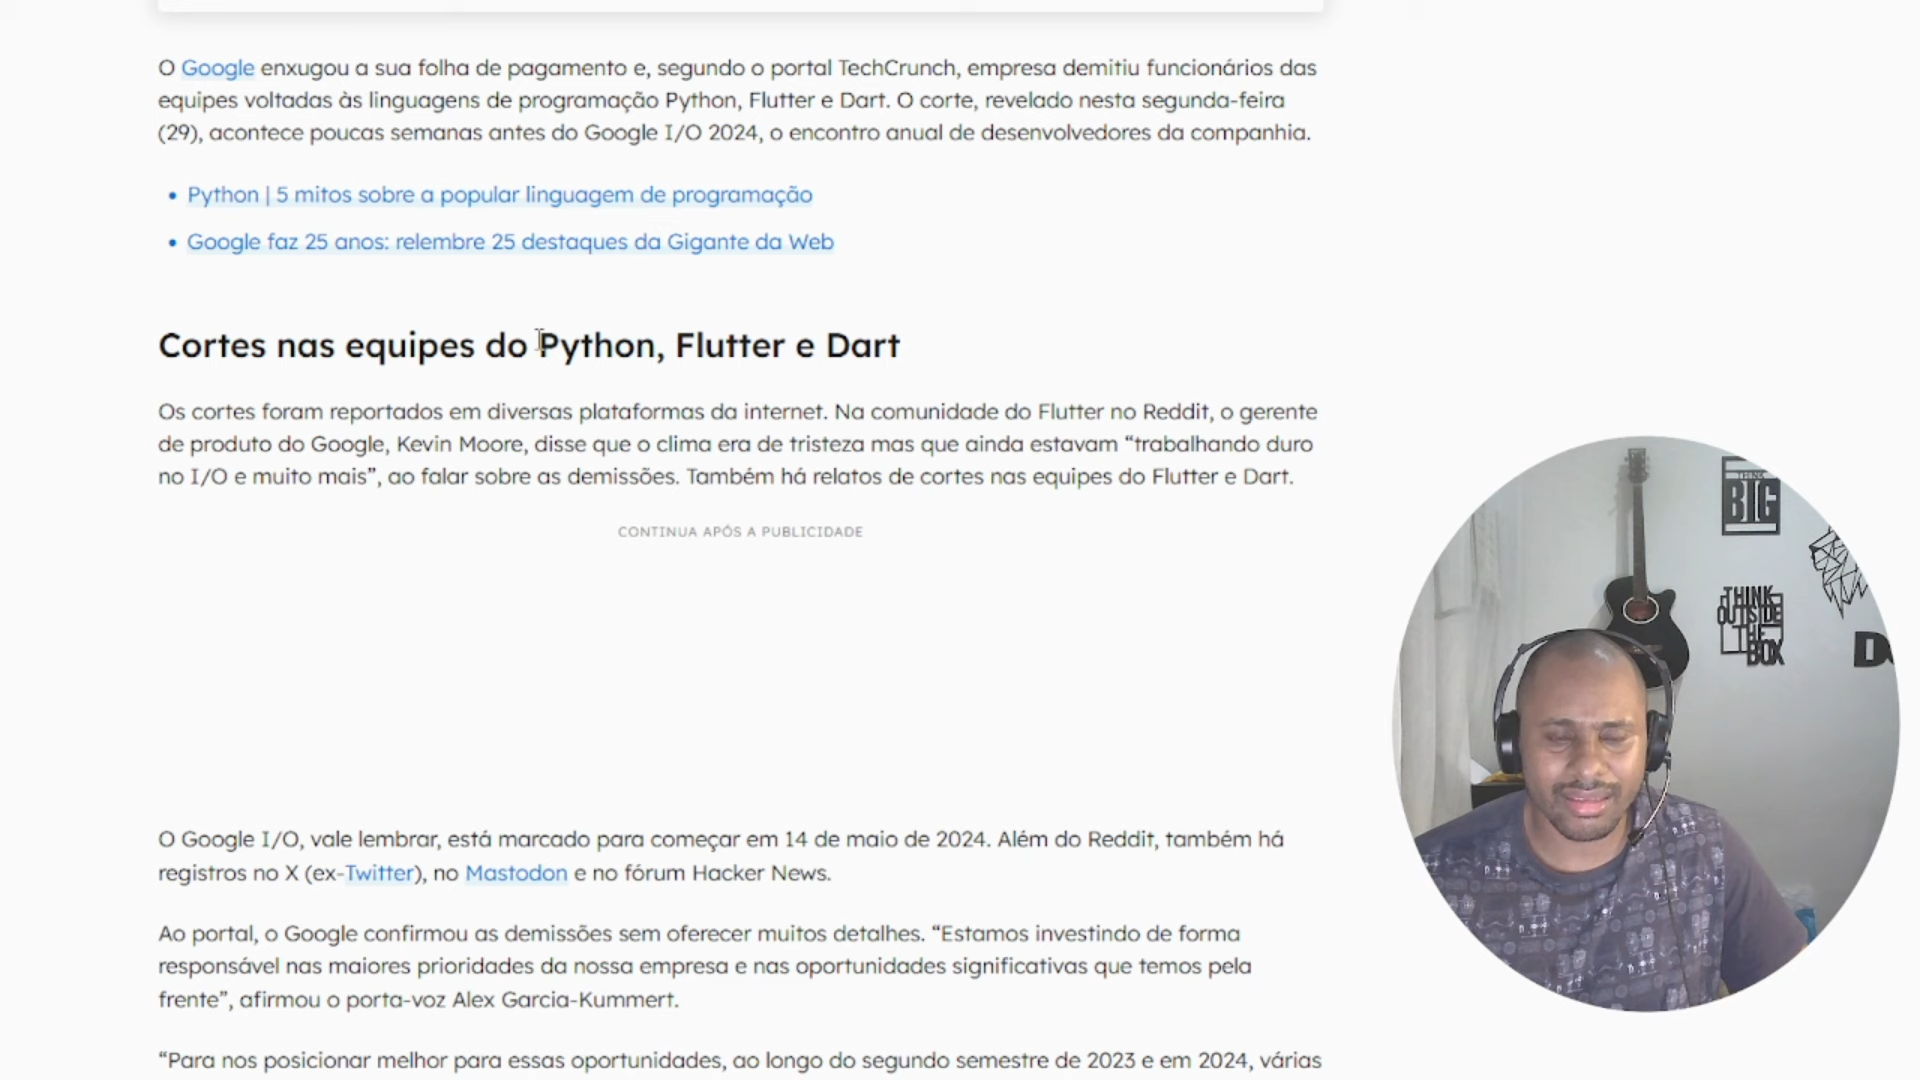 O Google enxugou a sua folha de pagamento e, segundo o portal TechCrunch, empresa demitiu funcionários das
equipes voltadas às linguagens de programação Python, Flutter e Dart. O corte, revelado nesta segunda-feira
(29), acontece poucas semanas antes do Google I/O 2024, o encontro anual de desenvolvedores da companhia.
• Python | 5 mitos sobre a popular linguagem de programação
• Google faz 25 anos: relembre 25 destaques da Gigante da Web
Cortes nas equipes do Python, Flutter e Dart
Os cortes foram reportados em diversas plataformas da internet. Na comunidade do Flutter no Reddit, o gerente
de produto do Google, Kevin Moore, disse que o clima era de tristeza mas que ainda estavam “trabalhando duro
no I/O e muito mais”, ao falar sobre as demissões. Também há relatos de cortes nas equipes do Flutter e Dart.
CONTINUA APÓS A PUBLICIDADE
O Google I/O, vale lembrar, está marcado para começar em 14 de maio de 2024. Além do Reddit, também há
registros no X (ex-Twitter), no Mastodon e no fórum Hacker News.
Ao portal, o Google confirmou as demissões sem oferecer muitos detalhes. “Estamos investindo de forma
responsável nas maiores prioridades da nossa empresa e nas oportunidades significativas que temos pela
frente”, afirmou o porta-voz Alex Garcia-Kummert.
“Para nos posicionar melhor para essas oportunidades, ao longo do segundo semestre de 2023 e em 2024, várias
THINK
BIG
THINK
OUTSIDE
THE
BOX